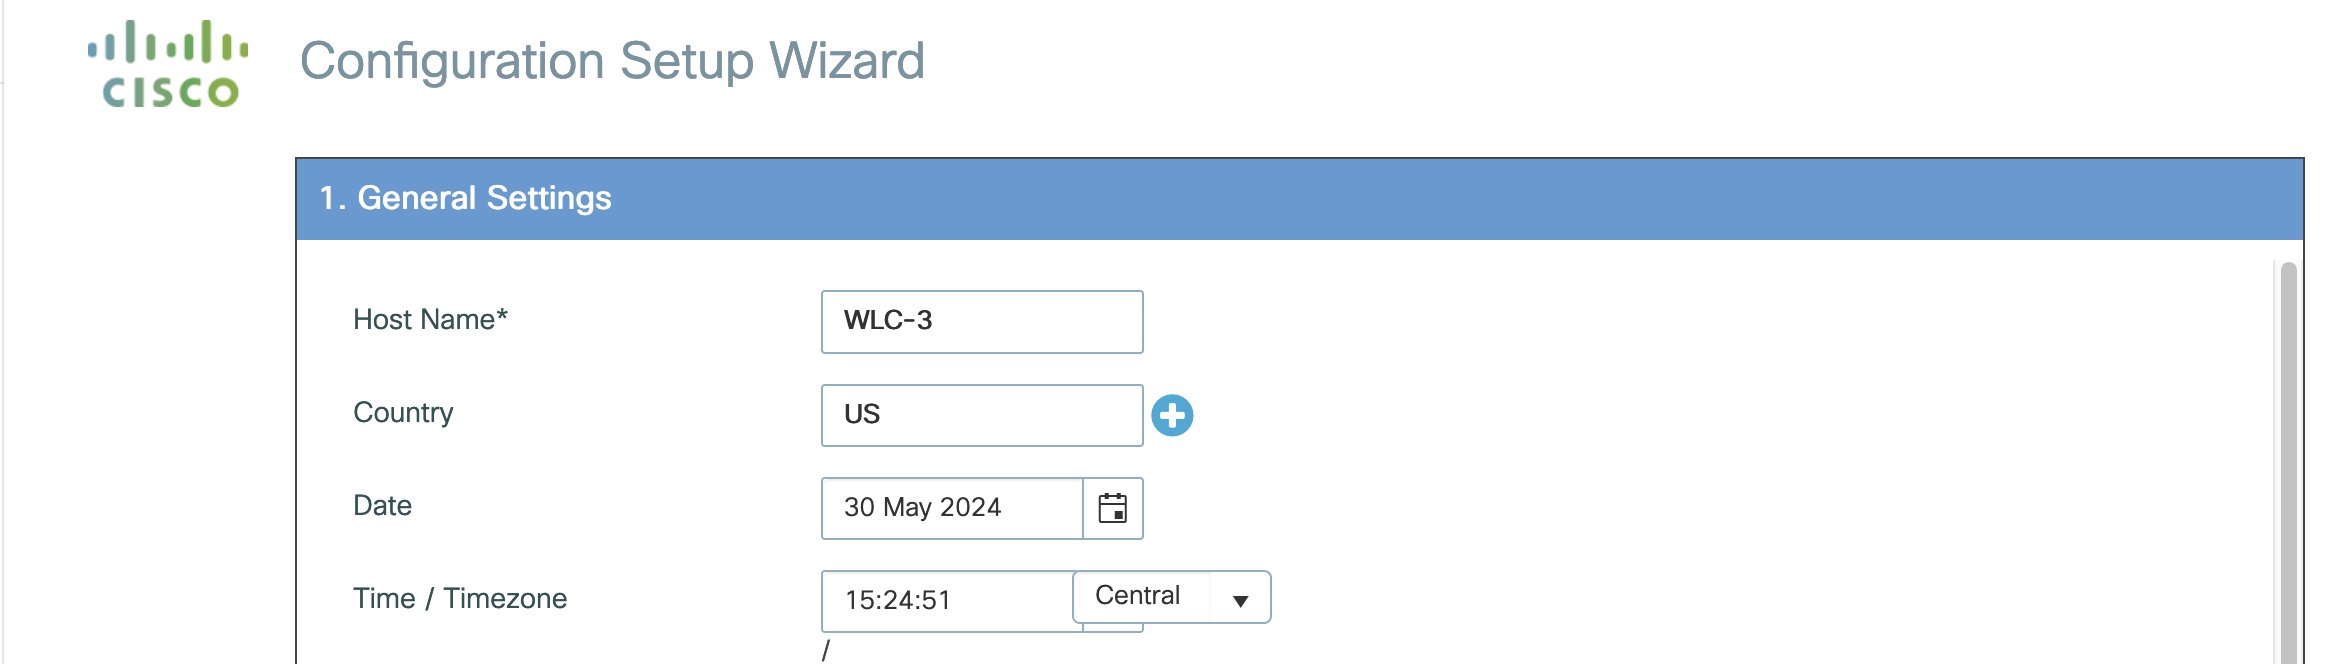 CISCO
Configuration Setup Wizard
1. General Settings
Host Name* WLC-3
Country US
Date 30 May 2024
Time / Timezone 15:24:51 Central
/